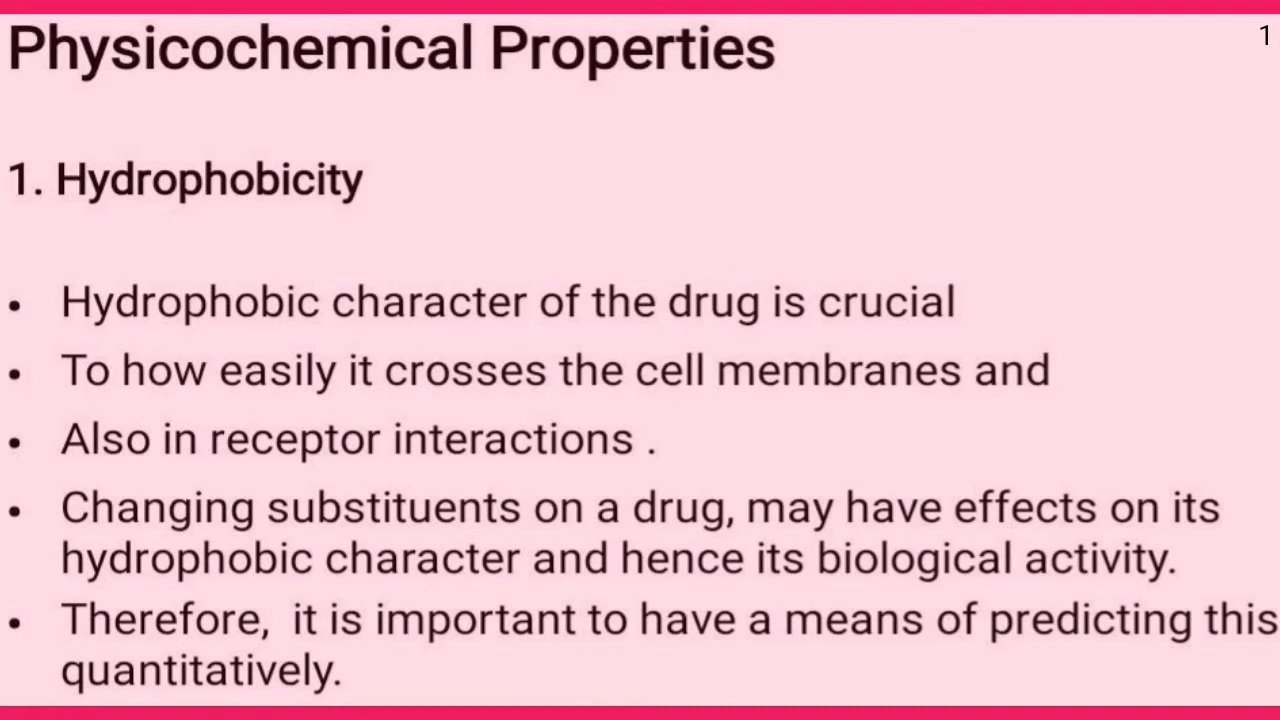 Physicochemical Properties
1
1. Hydrophobicity
• Hydrophobic character of the drug is crucial
• To how easily it crosses the cell membranes and
• Also in receptor interactions .
• Changing substituents on a drug, may have effects on its
hydrophobic character and hence its biological activity.
• Therefore,  it is important to have a means of predicting this
quantitatively.